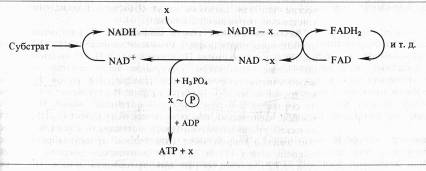 x
NADH NADH – x FADH₂
Субстрат и т. д.
NAD⁺ NAD ~x FAD
+ H₃PO₄
x ~ P
+ ADP
ATP + x